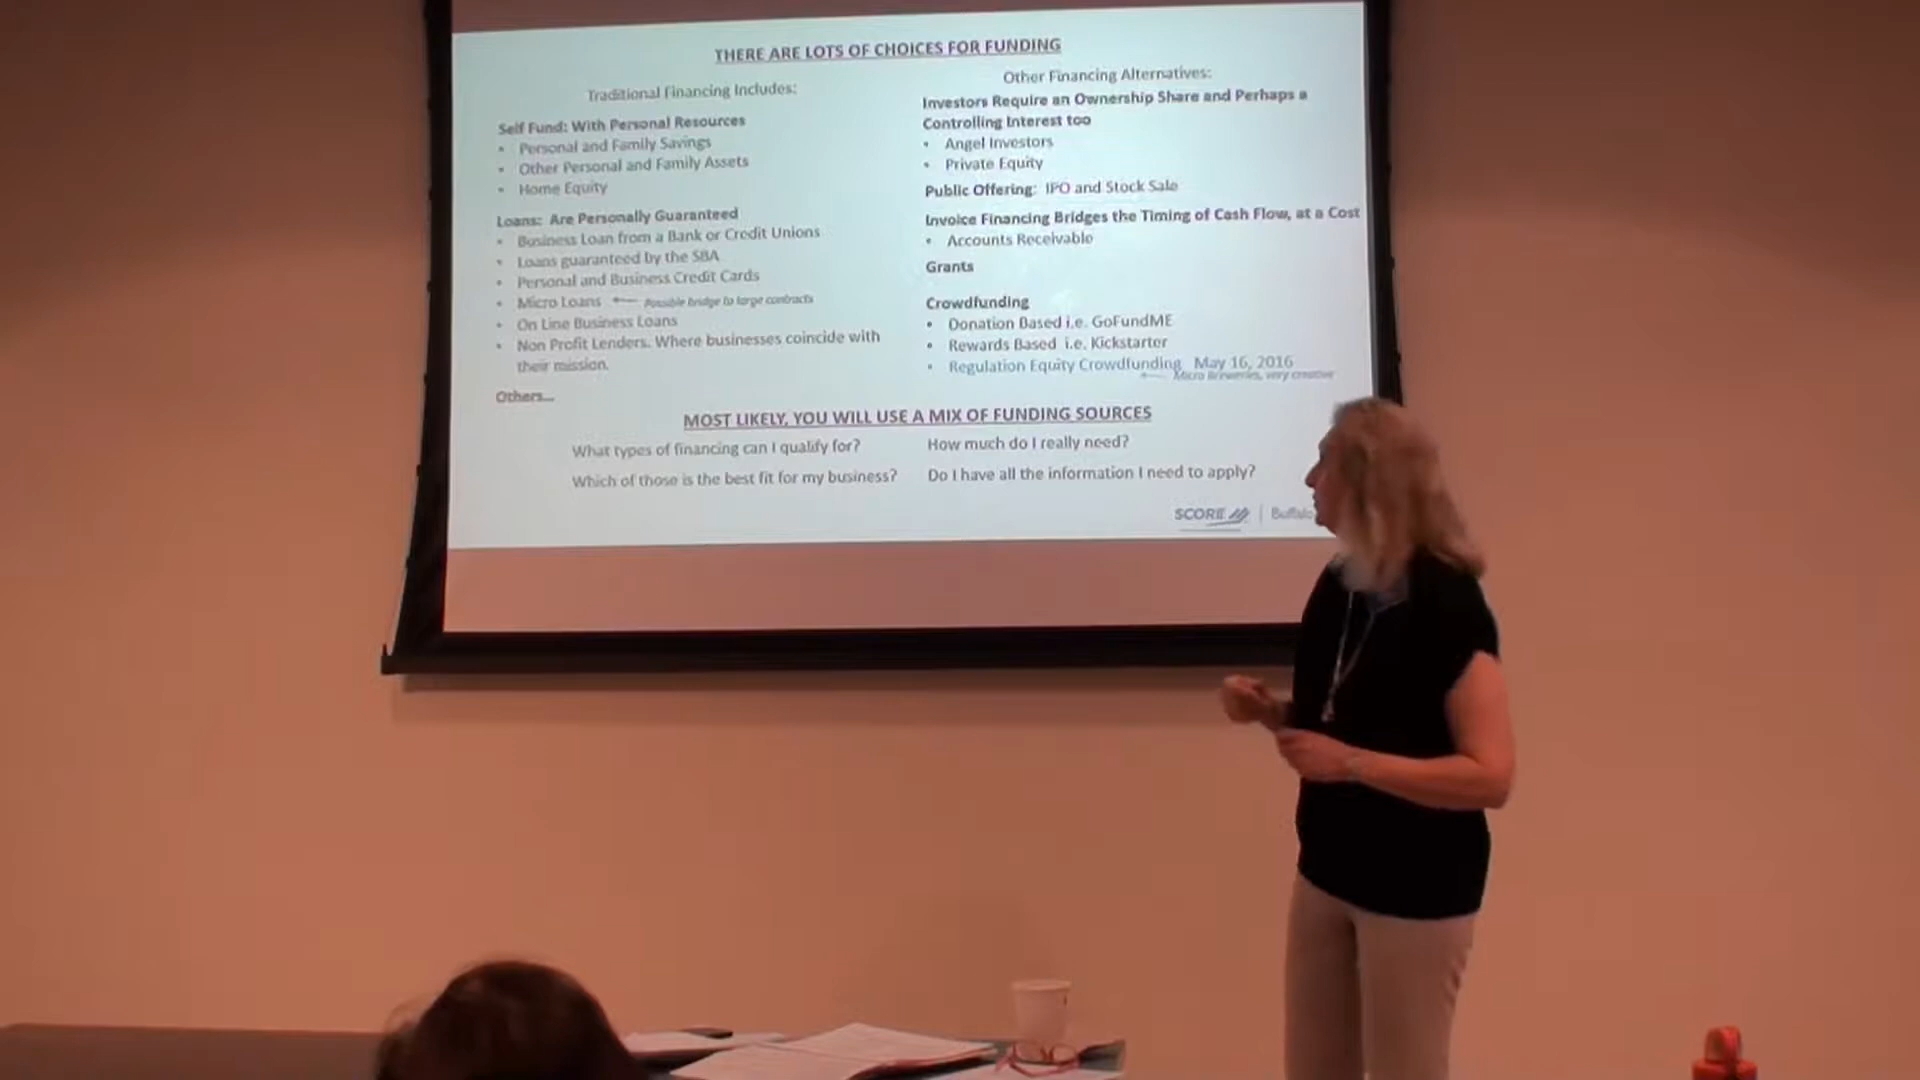 THERE ARE LOTS OF CHOICES FOR FUNDING
Traditional Financing Includes:
Self Fund: With Personal Resources
• Personal and Family Savings
• Other Personal and Family Assets
• Home Equity
Loans: Are Personally Guaranteed
• Business Loan from a Bank or Credit Unions
• Loans guaranteed by the SBA
• Personal and Business Credit Cards
• Micro Loans ← Possible bridge to large contracts
• On Line Business Loans
• Non Profit Lenders. Where businesses coincide with
their mission.
Others...
Other Financing Alternatives:
Investors Require an Ownership Share and Perhaps a
Controlling Interest too
• Angel Investors
• Private Equity
Public Offering: IPO and Stock Sale
Invoice Financing Bridges the Timing of Cash Flow, at a Cost
• Accounts Receivable
Grants
Crowdfunding
• Donation Based i.e. GoFundME
• Rewards Based i.e. Kickstarter
• Regulation Equity Crowdfunding May 16, 2016
← Micro Breweries, very creative
MOST LIKELY, YOU WILL USE A MIX OF FUNDING SOURCES
What types of financing can I qualify for? How much do I really need?
Which of those is the best fit for my business? Do I have all the information I need to apply?
SCORE | Buffalo